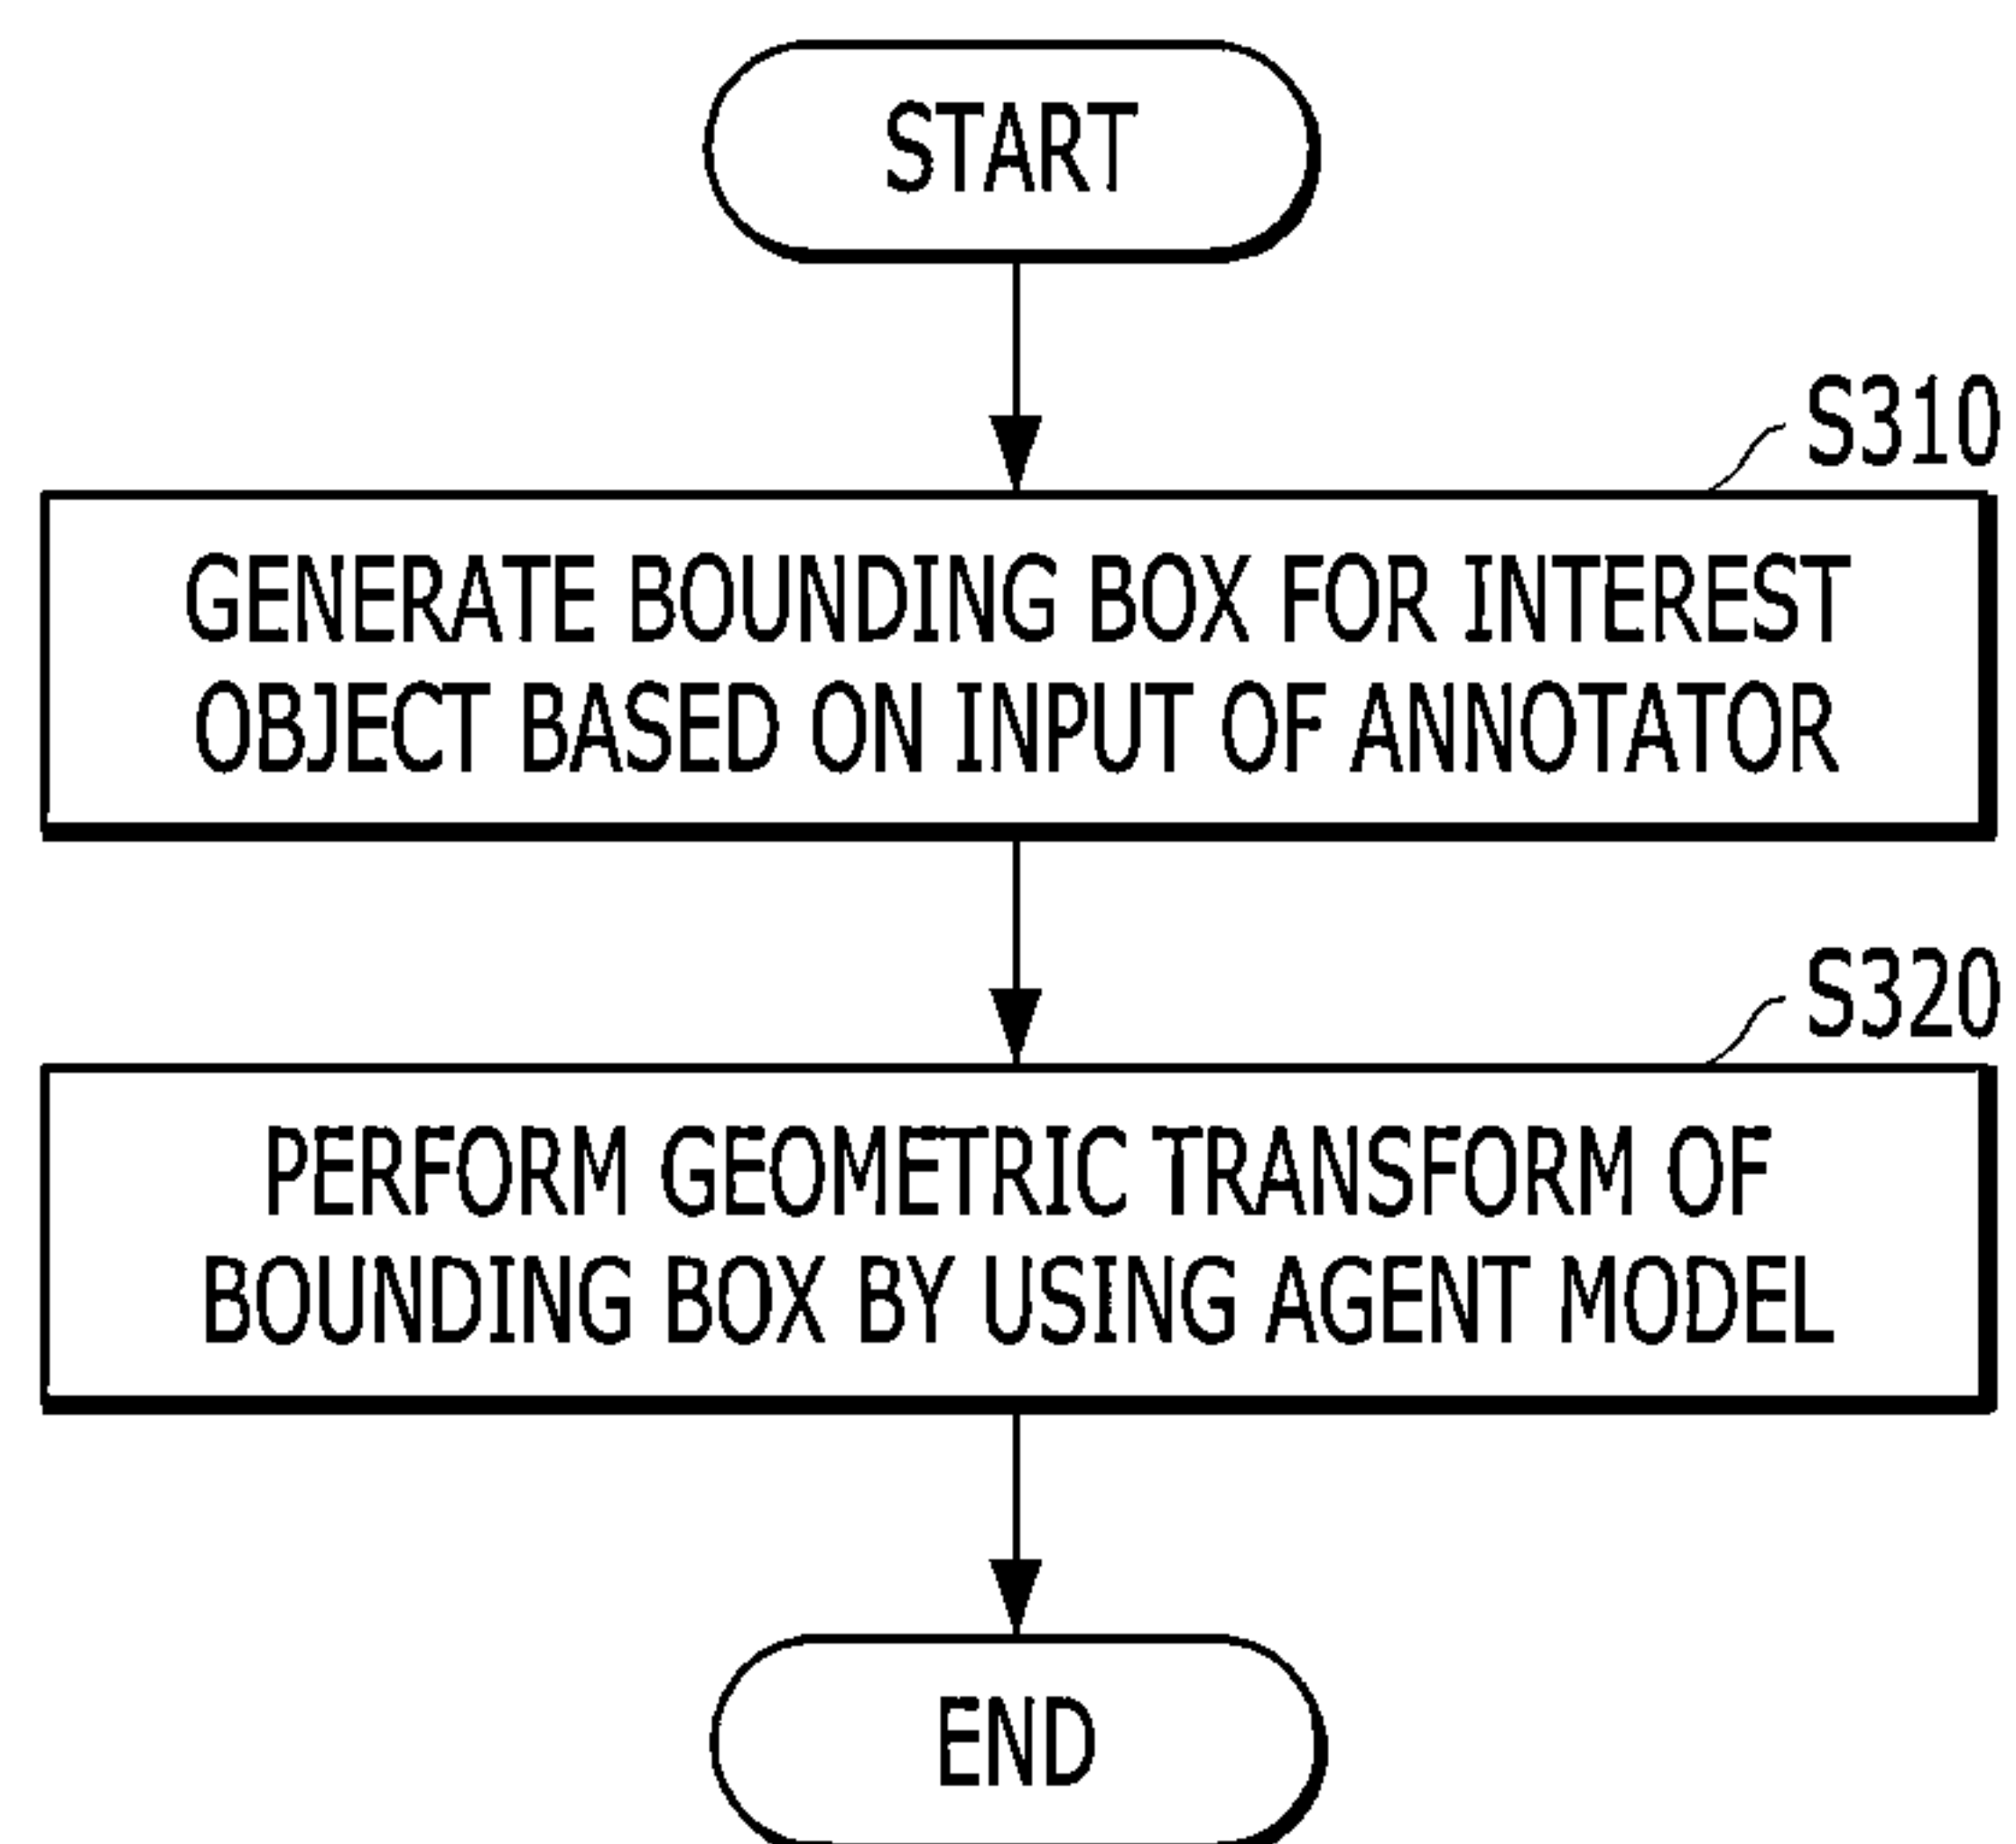 START
S310
GENERATE BOUNDING BOX FOR INTEREST
OBJECT BASED ON INPUT OF ANNOTATOR
S320
PERFORM GEOMETRIC TRANSFORM OF
BOUNDING BOX BY USING AGENT MODEL
END